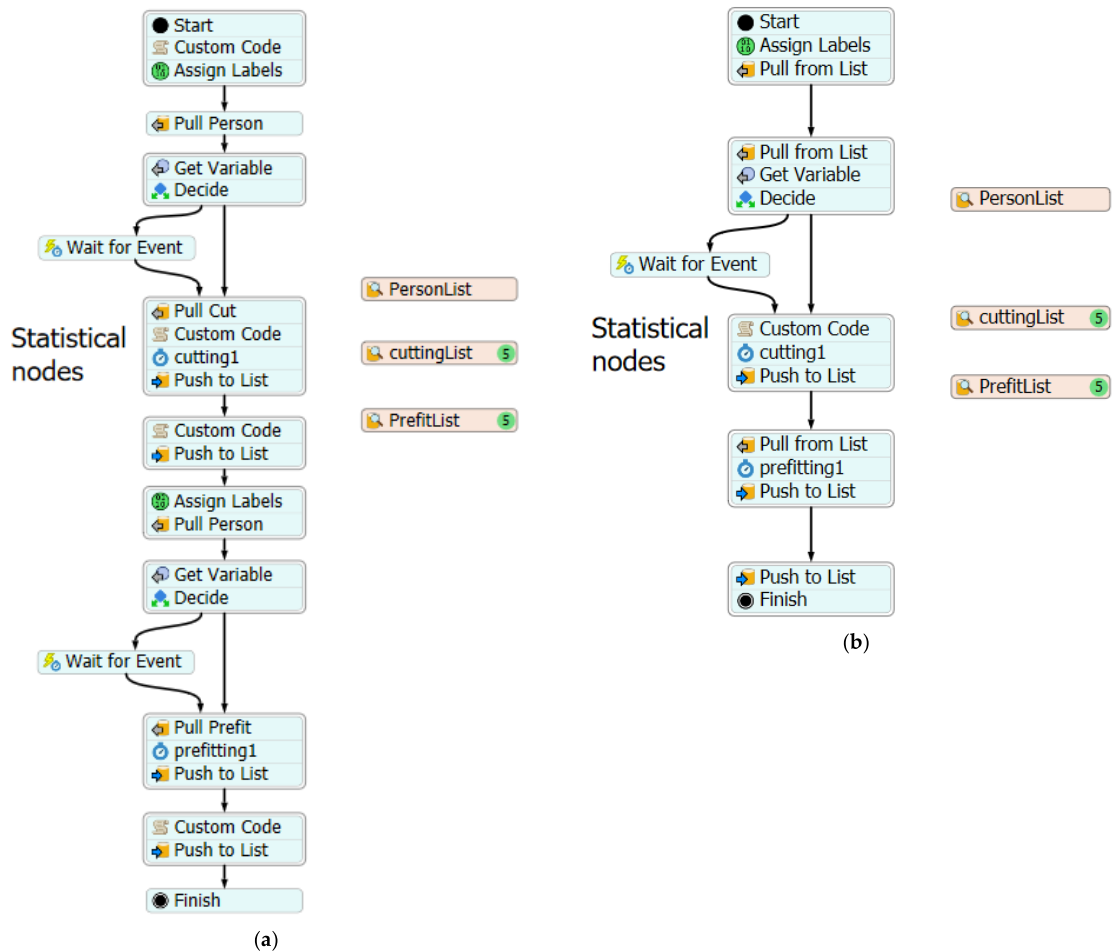 Start
Custom Code
Assign Labels
Pull Person
Get Variable
Decide
Wait for Event
Pull Cut
Custom Code
cutting1
Push to List
Custom Code
Push to List
Assign Labels
Pull Person
Get Variable
Decide
Wait for Event
Pull Prefit
prefitting1
Push to List
Custom Code
Push to List
Finish
Statistical
nodes
PersonList
cuttingList 5
PrefitList 5
(a)
Start
Assign Labels
Pull from List
Pull from List
Get Variable
Decide
Wait for Event
Custom Code
cutting1
Push to List
Pull from List
prefitting1
Push to List
Push to List
Finish
Statistical
nodes
PersonList
cuttingList 5
PrefitList 5
(b)